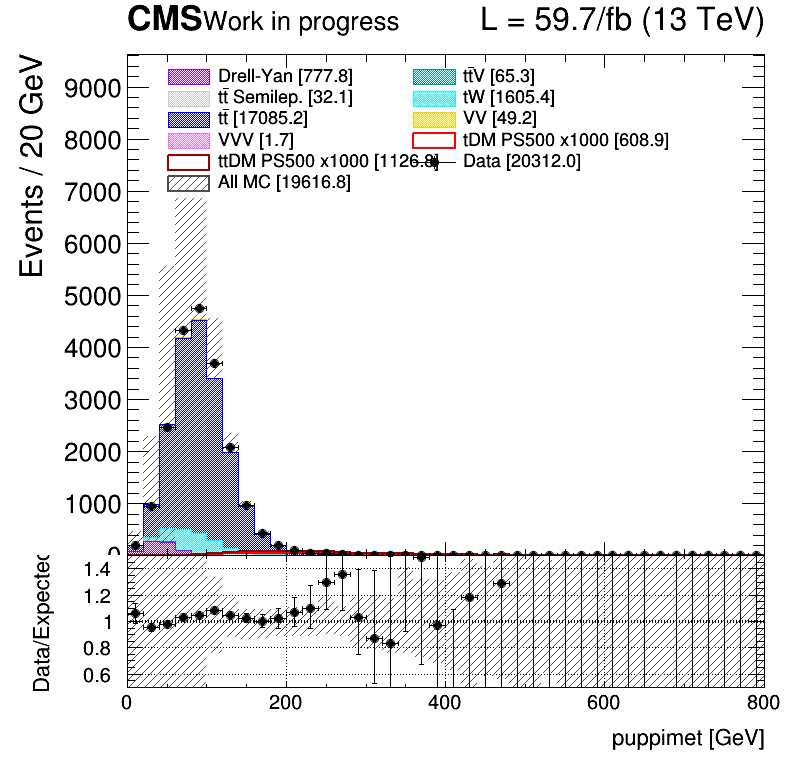 CMS Work in progress L = 59.7/fb (13 TeV)
Events / 20 GeV
9000
8000
7000
6000
5000
4000
3000
2000
1000
0
Drell-Yan [777.8] tt̄V [65.3]
tt̄ Semilep. [32.1] tW [1605.4]
tt̄ [17085.2] VV [49.2]
VVV [1.7] tDM PS500 x1000 [608.9]
ttDM PS500 x1000 [1126.8] Data [20312.0]
All MC [19616.8]
Data/Expected
1.4
1.2
1
0.8
0.6
0 200 400 600 800
puppimet [GeV]